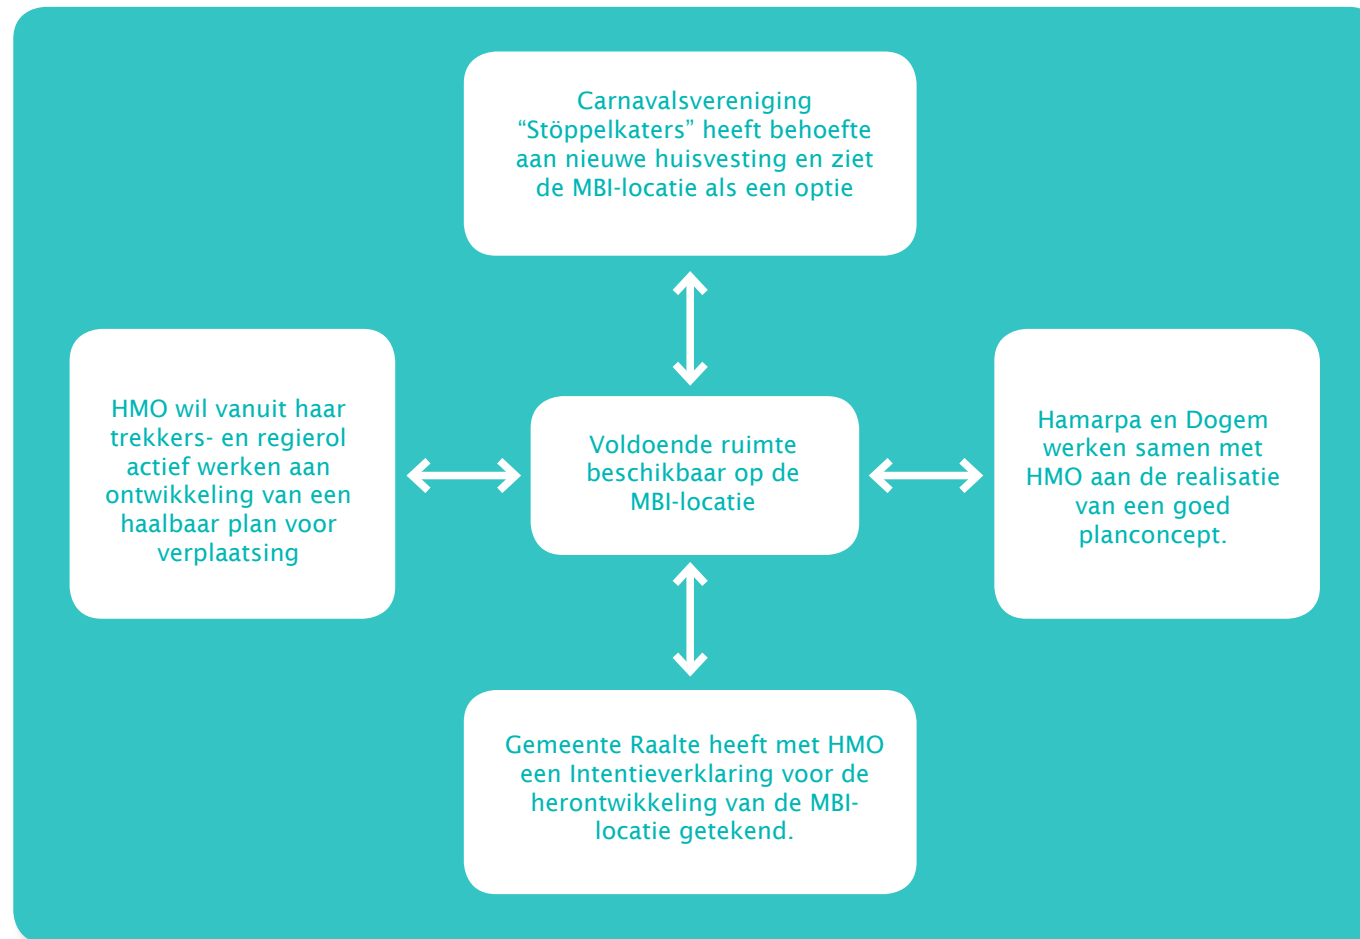 Carnavalsvereniging
“Stöppelkaters” heeft behoefte
aan nieuwe huisvesting en ziet
de MBI-locatie als een optie
HMO wil vanuit haar
trekkers- en regierol
actief werken aan
ontwikkeling van een
haalbaar plan voor
verplaatsing
Voldoende ruimte
beschikbaar op de
MBI-locatie
Hamarpa en Dogem
werken samen met
HMO aan de realisatie
van een goed
planconcept.
Gemeente Raalte heeft met HMO
een Intentieverklaring voor de
herontwikkeling van de MBI-
locatie getekend.